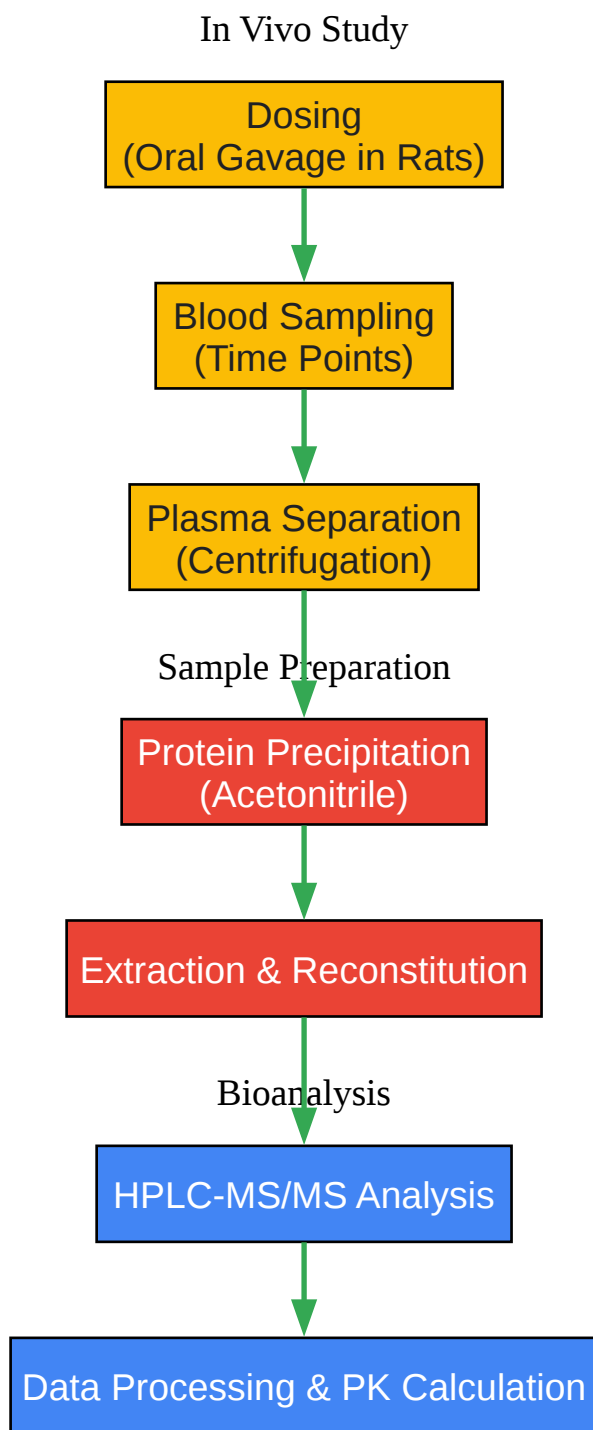 In Vivo Study
Dosing
(Oral Gavage in Rats)
Blood Sampling
(Time Points)
Plasma Separation
(Centrifugation)
Sample Preparation
Protein Precipitation
(Acetonitrile)
Extraction & Reconstitution
Bioanalysis
HPLC-MS/MS Analysis
Data Processing & PK Calculation